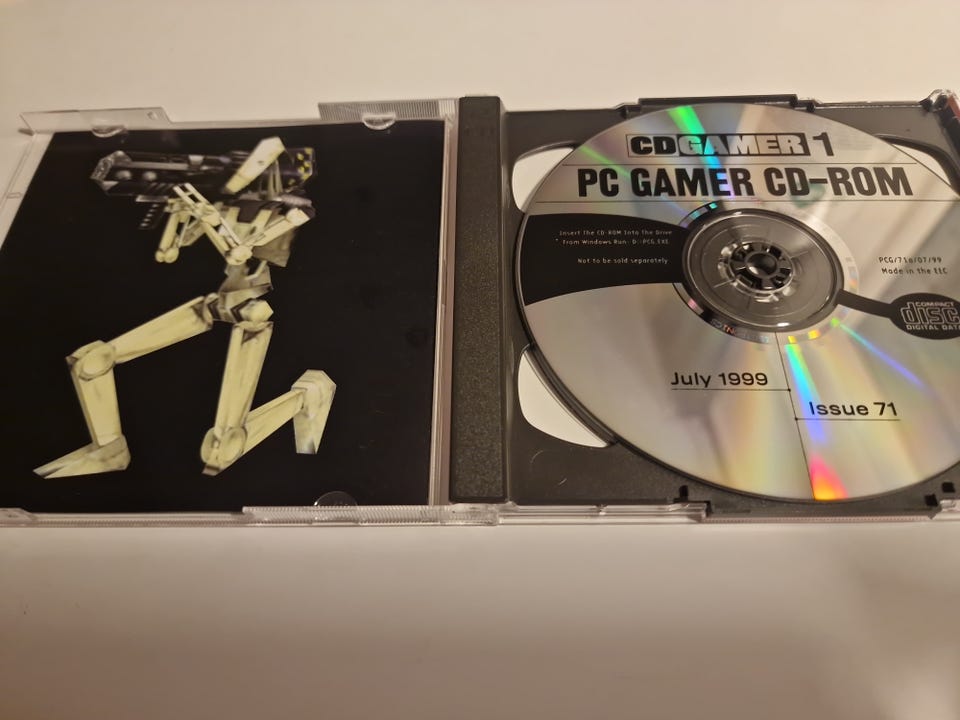 CDGAMER 1
PC GAMER CD-ROM
Insert The CD-ROM Into The Drive
From Windows Run: D:\PCG.EXE
Not to be sold separately
PCG/71a/07/99
Made in the EEC
COMPACT
disc
DIGITAL DATA
July 1999
Issue 71